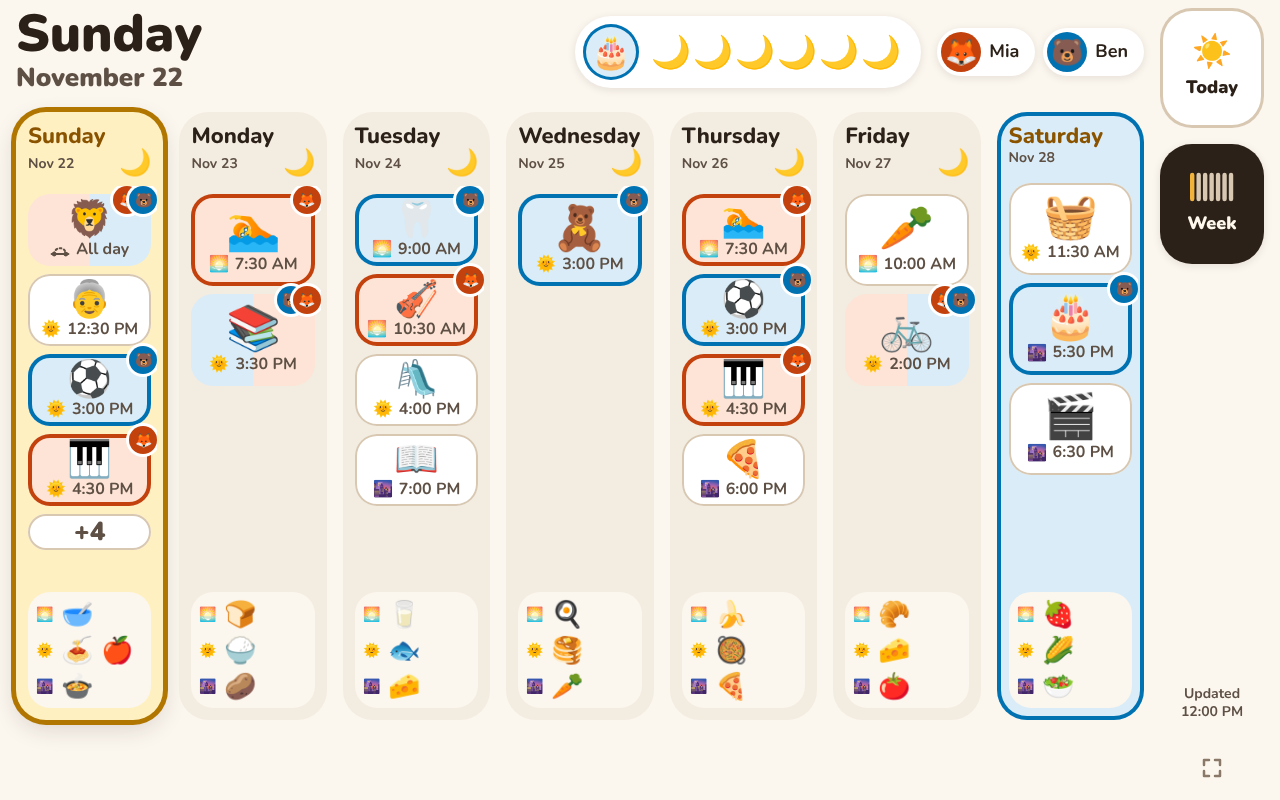 Sunday
November 22
Mia
Ben
Today
Week
Sunday
Nov 22
All day
12:30 PM
3:00 PM
4:30 PM
+4
Monday
Nov 23
7:30 AM
3:30 PM
Tuesday
Nov 24
9:00 AM
10:30 AM
4:00 PM
7:00 PM
Wednesday
Nov 25
3:00 PM
Thursday
Nov 26
7:30 AM
3:00 PM
4:30 PM
6:00 PM
Friday
Nov 27
10:00 AM
2:00 PM
Saturday
Nov 28
11:30 AM
5:30 PM
6:30 PM
Updated
12:00 PM